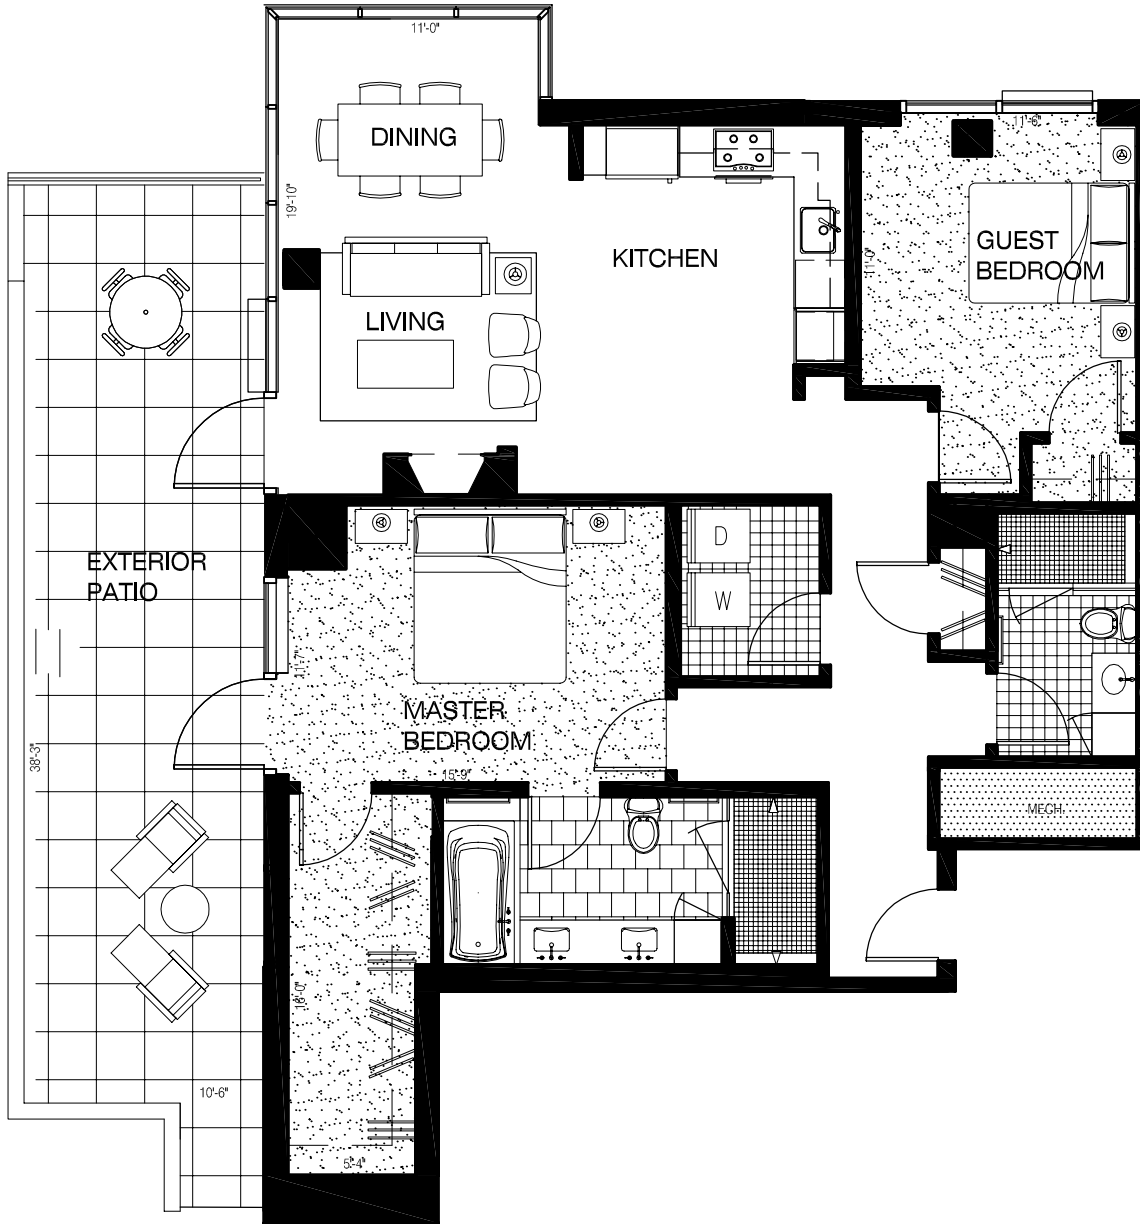 11'-0"
11'-6"
DINING
19'-10"
GUEST
BEDROOM
KITCHEN
11'-0"
LIVING
D
EXTERIOR
PATIO
W
11'-7"
MASTER
BEDROOM
38'-3"
15'-9"
MECH.
16'-0"
10'-6"
5'-4"